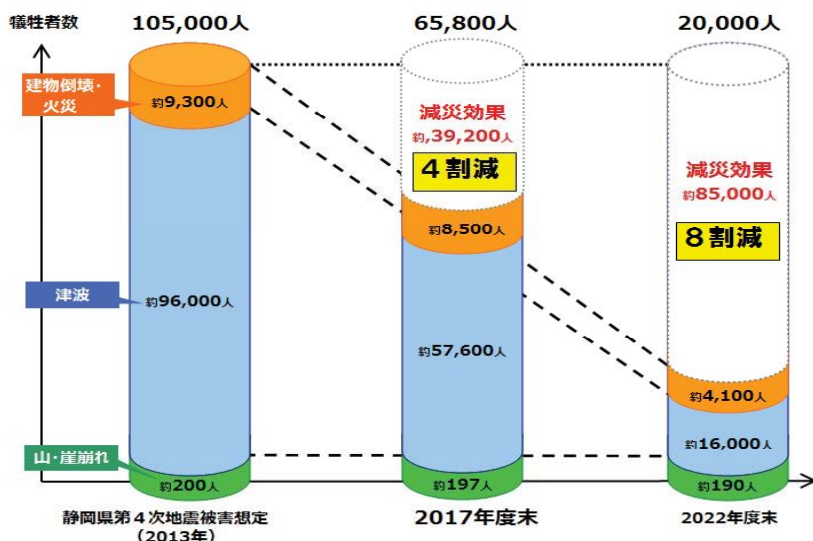 犠牲者数
105,000人
65,800人
20,000人
建物倒壊・
火災
約9,300人
減災効果
約,39,200人
4割減
減災効果
約85,000人
8割減
約8,500人
津波
約96,000人
約57,600人
約4,100人
約16,000人
山・崖崩れ
約200人
約197人
約190人
静岡県第4次地震被害想定
(2013年)
2017年度末
2022年度末